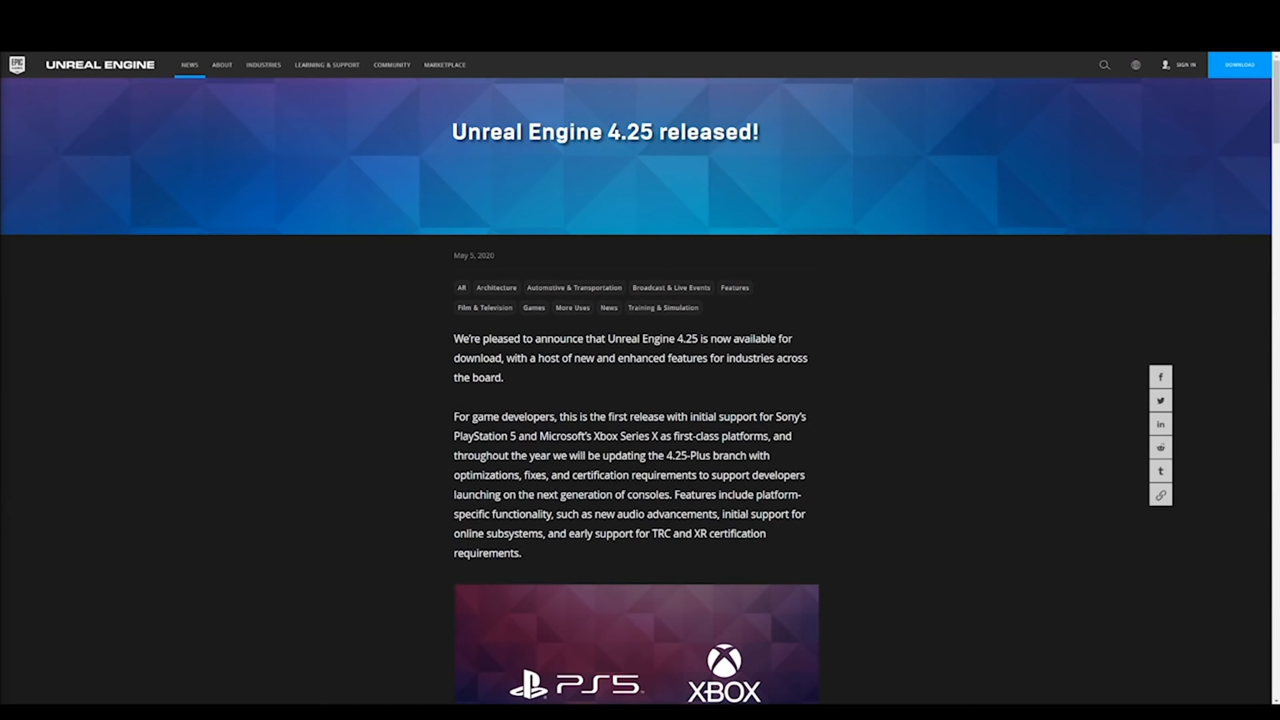 EPIC GAMES
UNREAL ENGINE NEWS ABOUT INDUSTRIES LEARNING & SUPPORT COMMUNITY MARKETPLACE SIGN IN DOWNLOAD
Unreal Engine 4.25 released!
May 5, 2020
AR Architecture Automotive & Transportation Broadcast & Live Events Features
Film & Television Games More Uses News Training & Simulation
We're pleased to announce that Unreal Engine 4.25 is now available for
download, with a host of new and enhanced features for industries across
the board.
For game developers, this is the first release with initial support for Sony's
PlayStation 5 and Microsoft's Xbox Series X as first-class platforms, and
throughout the year we will be updating the 4.25-Plus branch with
optimizations, fixes, and certification requirements to support developers
launching on the next generation of consoles. Features include platform-
specific functionality, such as new audio advancements, initial support for
online subsystems, and early support for TRC and XR certification
requirements.
PS5 XBOX